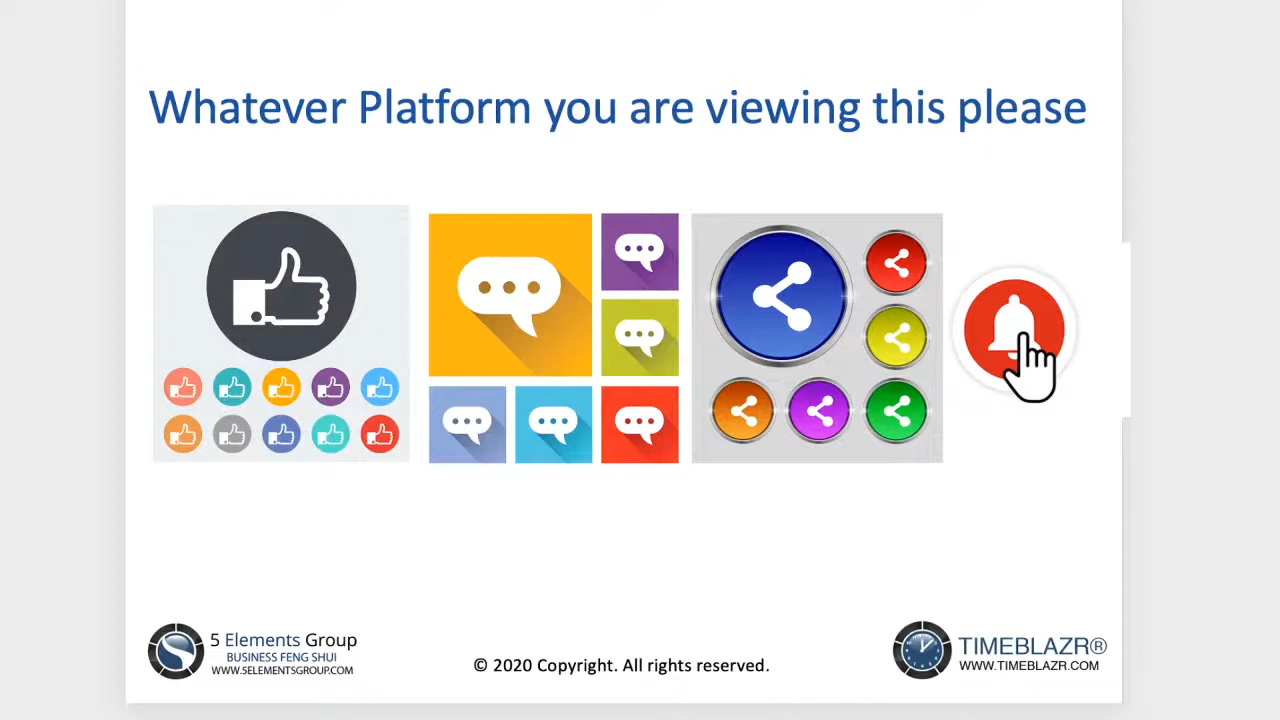 Whatever Platform you are viewing this please
5 Elements Group
BUSINESS FENG SHUI
WWW.5ELEMENTSGROUP.COM
© 2020 Copyright. All rights reserved.
TIMEBLAZR®
WWW.TIMEBLAZR.COM